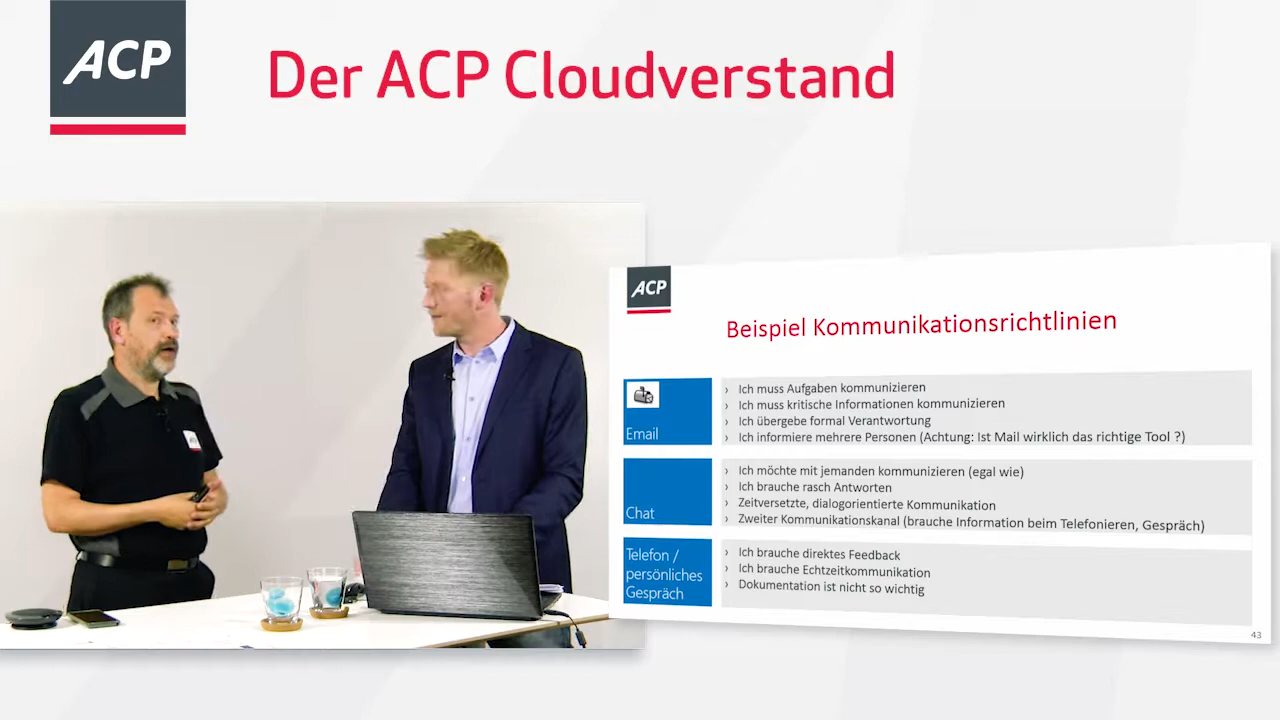 ACP
Der ACP Cloudverstand
ACP
Beispiel Kommunikationsrichtlinien
Email
› Ich muss Aufgaben kommunizieren
› Ich muss kritische Informationen kommunizieren
› Ich übergebe formal Verantwortung
› Ich informiere mehrere Personen (Achtung: Ist Mail wirklich das richtige Tool ?)
Chat
› Ich möchte mit jemanden kommunizieren (egal wie)
› Ich brauche rasch Antworten
› Zeitversetzte, dialogorientierte Kommunikation
› Zweiter Kommunikationskanal (brauche Information beim Telefonieren, Gespräch)
Telefon /
persönliches
Gespräch
› Ich brauche direktes Feedback
› Ich brauche Echtzeitkommunikation
› Dokumentation ist nicht so wichtig
43